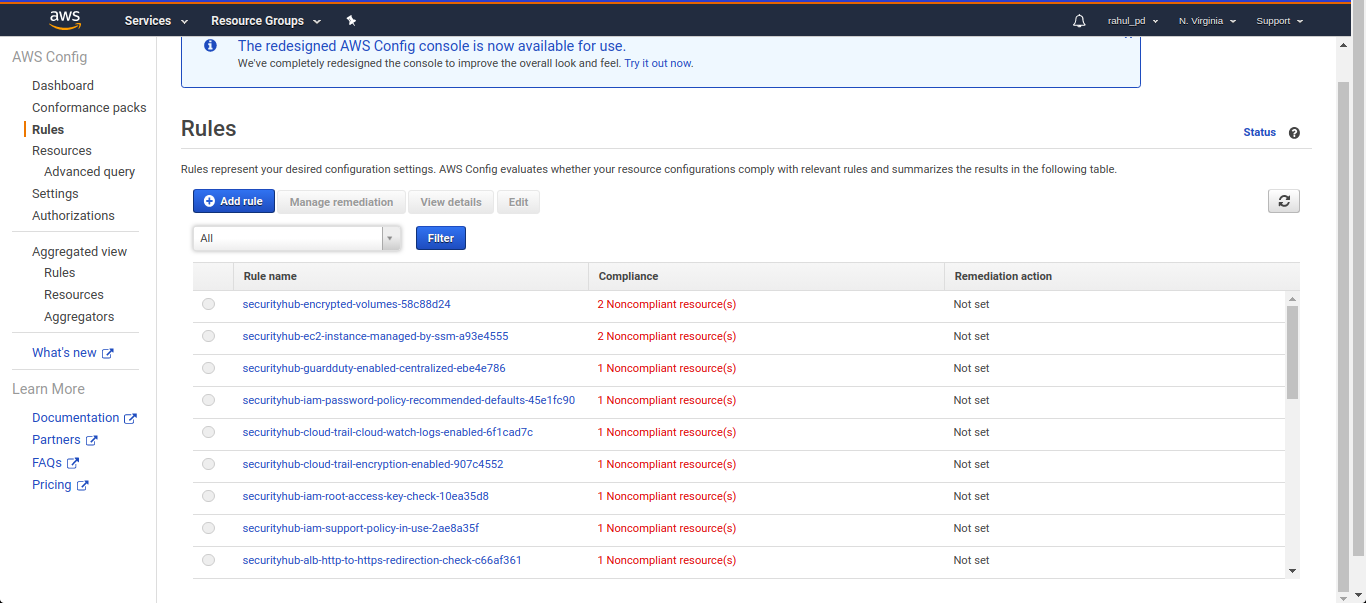 aws
Services
Resource Groups
rahul_pd
N. Virginia
Support
AWS Config
Dashboard
Conformance packs
Rules
Resources
Advanced query
Settings
Authorizations
Aggregated view
Rules
Resources
Aggregators
What's new
Learn More
Documentation
Partners
FAQs
Pricing
The redesigned AWS Config console is now available for use.
We've completely redesigned the console to improve the overall look and feel. Try it out now.
Rules
Status
Rules represent your desired configuration settings. AWS Config evaluates whether your resource configurations comply with relevant rules and summarizes the results in the following table.
Add rule Manage remediation View details Edit
All Filter
Rule name Compliance Remediation action
securityhub-encrypted-volumes-58c88d24 2 Noncompliant resource(s) Not set
securityhub-ec2-instance-managed-by-ssm-a93e4555 2 Noncompliant resource(s) Not set
securityhub-guardduty-enabled-centralized-ebe4e786 1 Noncompliant resource(s) Not set
securityhub-iam-password-policy-recommended-defaults-45e1fc90 1 Noncompliant resource(s) Not set
securityhub-cloud-trail-cloud-watch-logs-enabled-6f1cad7c 1 Noncompliant resource(s) Not set
securityhub-cloud-trail-encryption-enabled-907c4552 1 Noncompliant resource(s) Not set
securityhub-iam-root-access-key-check-10ea35d8 1 Noncompliant resource(s) Not set
securityhub-iam-support-policy-in-use-2ae8a35f 1 Noncompliant resource(s) Not set
securityhub-alb-http-to-https-redirection-check-c66af361 1 Noncompliant resource(s) Not set